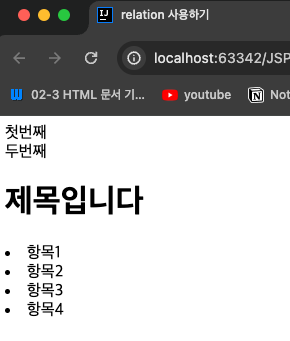 relation 사용하기
localhost:63342/JSP
02-3 HTML 문서 기...
youtube
Not
첫번째
두번째
제목입니다
항목1
항목2
항목3
항목4